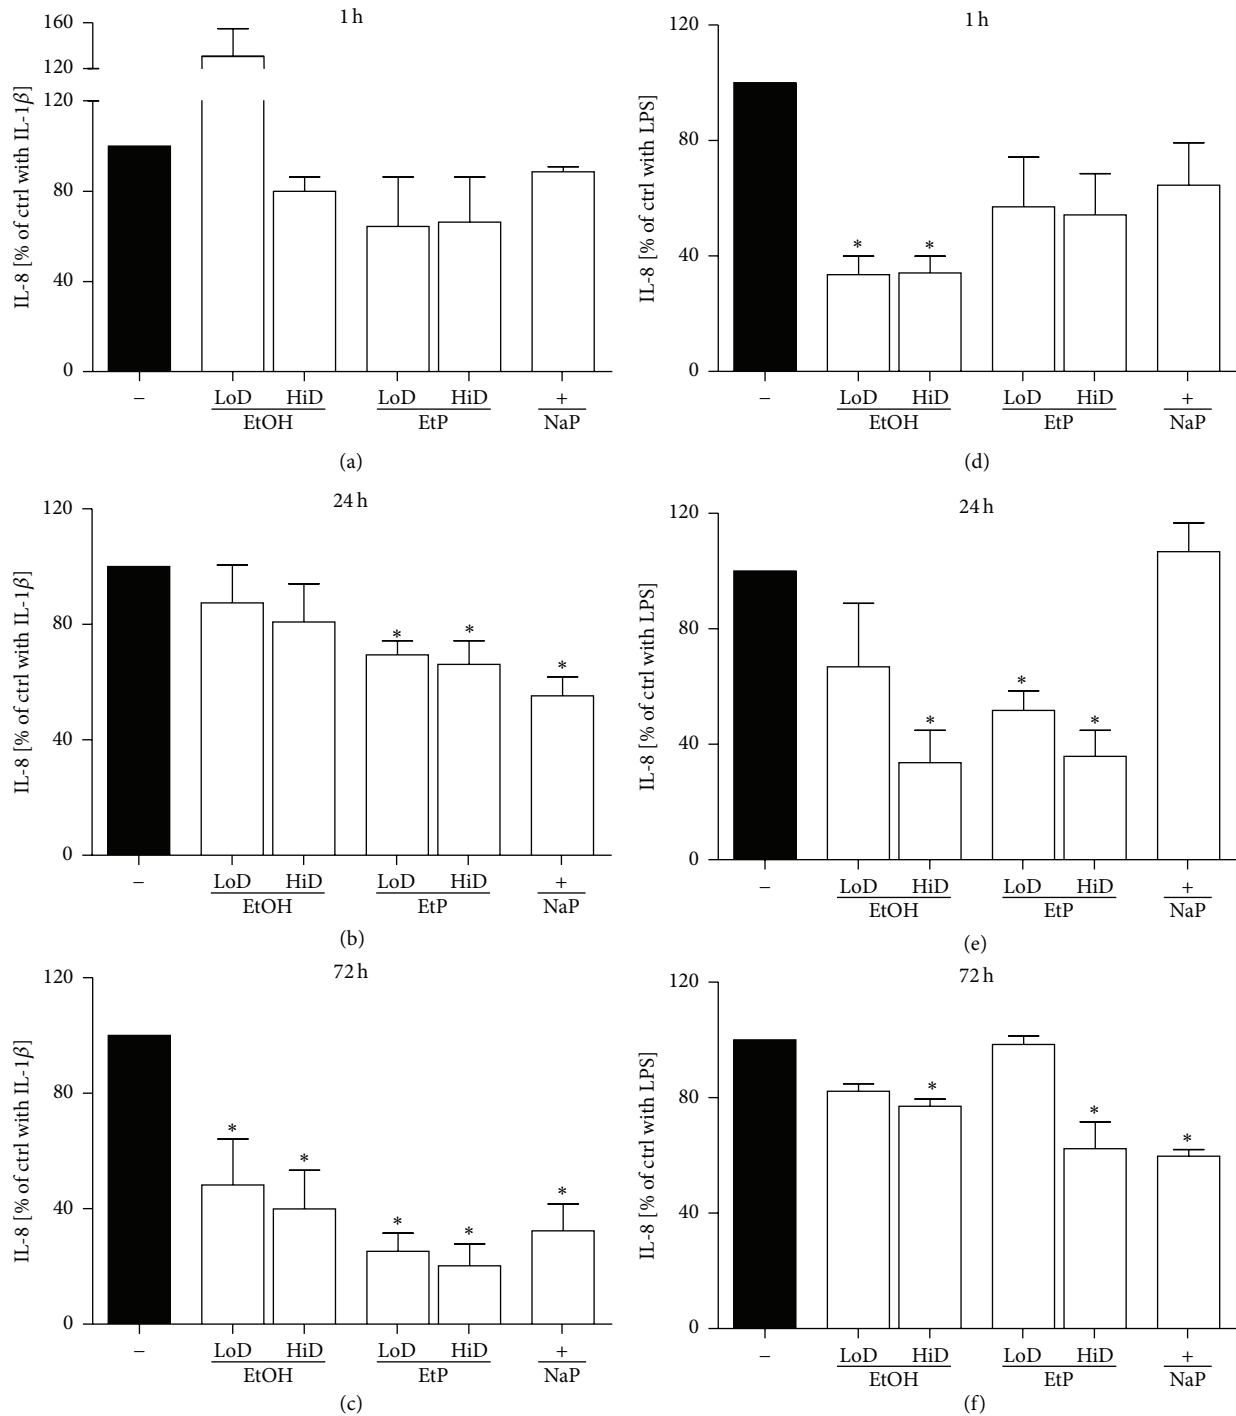 1 h
IL-8 [% of ctrl with IL-1β]
160
120
120
80
40
0
– LoD HiD LoD HiD +
EtOH EtP NaP
(a)
1 h
IL-8 [% of ctrl with LPS]
120
80
40
0
* *
– LoD HiD LoD HiD +
EtOH EtP NaP
(d)
24 h
IL-8 [% of ctrl with IL-1β]
120
80
40
0
* * *
– LoD HiD LoD HiD +
EtOH EtP NaP
(b)
24 h
IL-8 [% of ctrl with LPS]
120
80
40
0
* * *
– LoD HiD LoD HiD +
EtOH EtP NaP
(e)
72 h
IL-8 [% of ctrl with IL-1β]
120
80
40
0
* * * * *
– LoD HiD LoD HiD +
EtOH EtP NaP
(c)
72 h
IL-8 [% of ctrl with LPS]
120
80
40
0
* * *
– LoD HiD LoD HiD +
EtOH EtP NaP
(f)